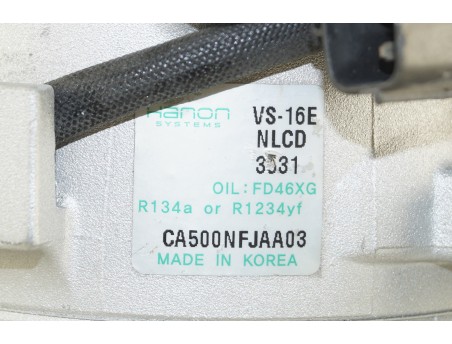 Hanon VS-16E
SYSTEMS NLCD
3531
OIL:FD46XG
R134a or R1234yf
CA500NFJAA03
MADE IN KOREA